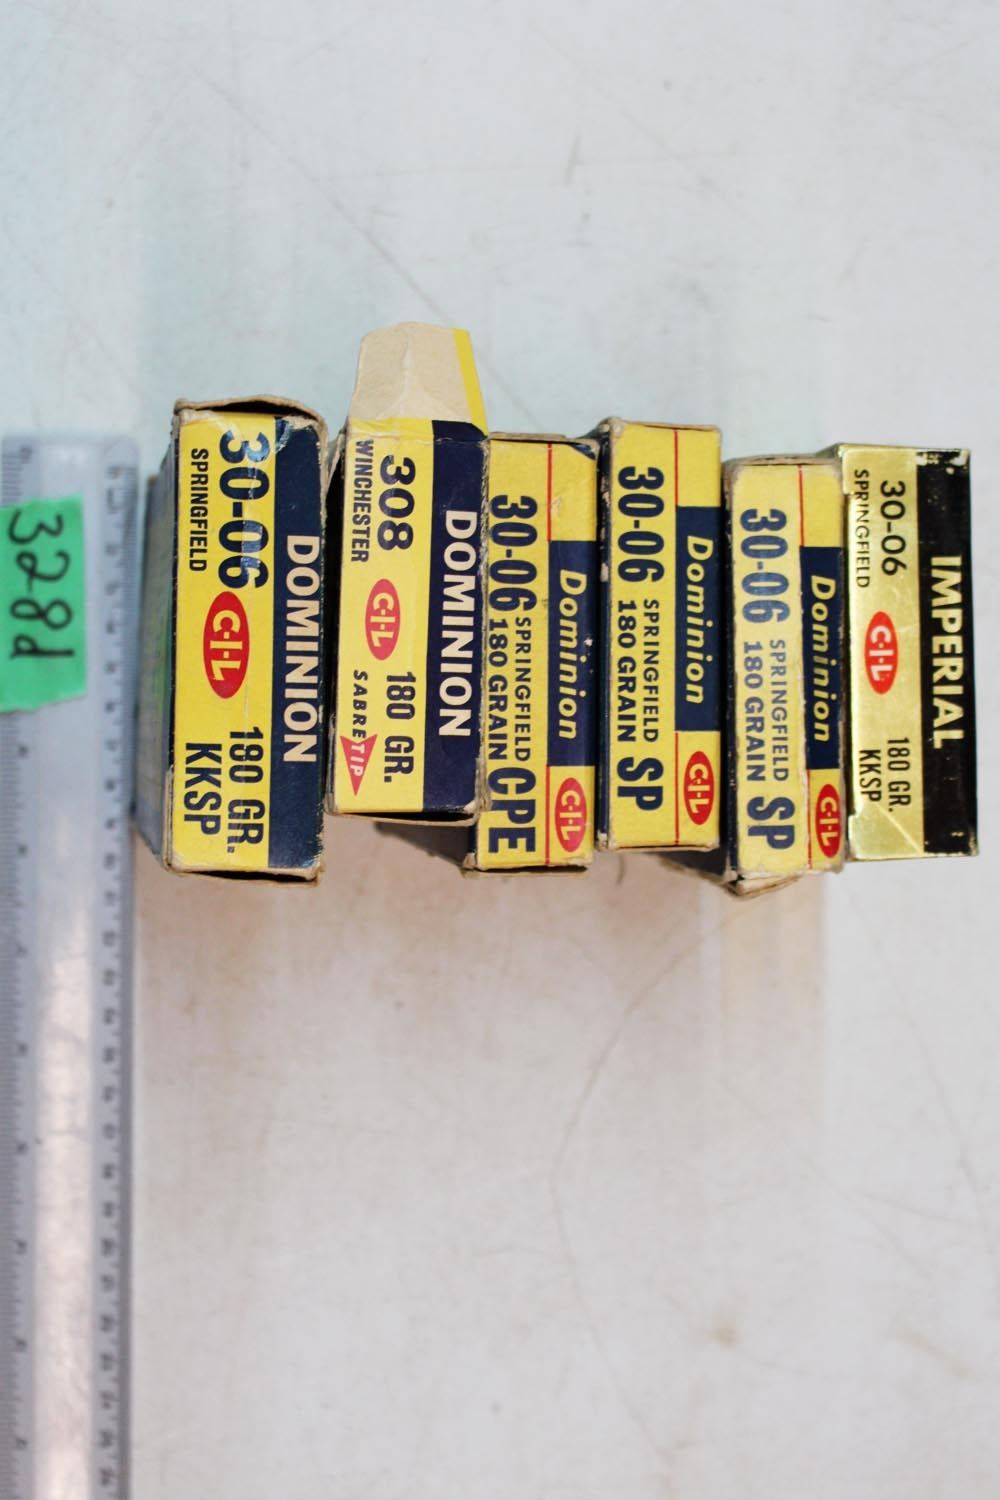 328d
DOMINION
30-06
SPRINGFIELD
C-I-L
180 GR.
KKSP
DOMINION
308
WINCHESTER
C-I-L
180 GR.
SABRETIP
Dominion
C-I-L
30-06 SPRINGFIELD
180 GRAIN CPE
Dominion
C-I-L
30-06 SPRINGFIELD
180 GRAIN SP
Dominion
C-I-L
30-06 SPRINGFIELD
180 GRAIN SP
IMPERIAL
30-06
SPRINGFIELD
C-I-L
180 GR.
KKSP